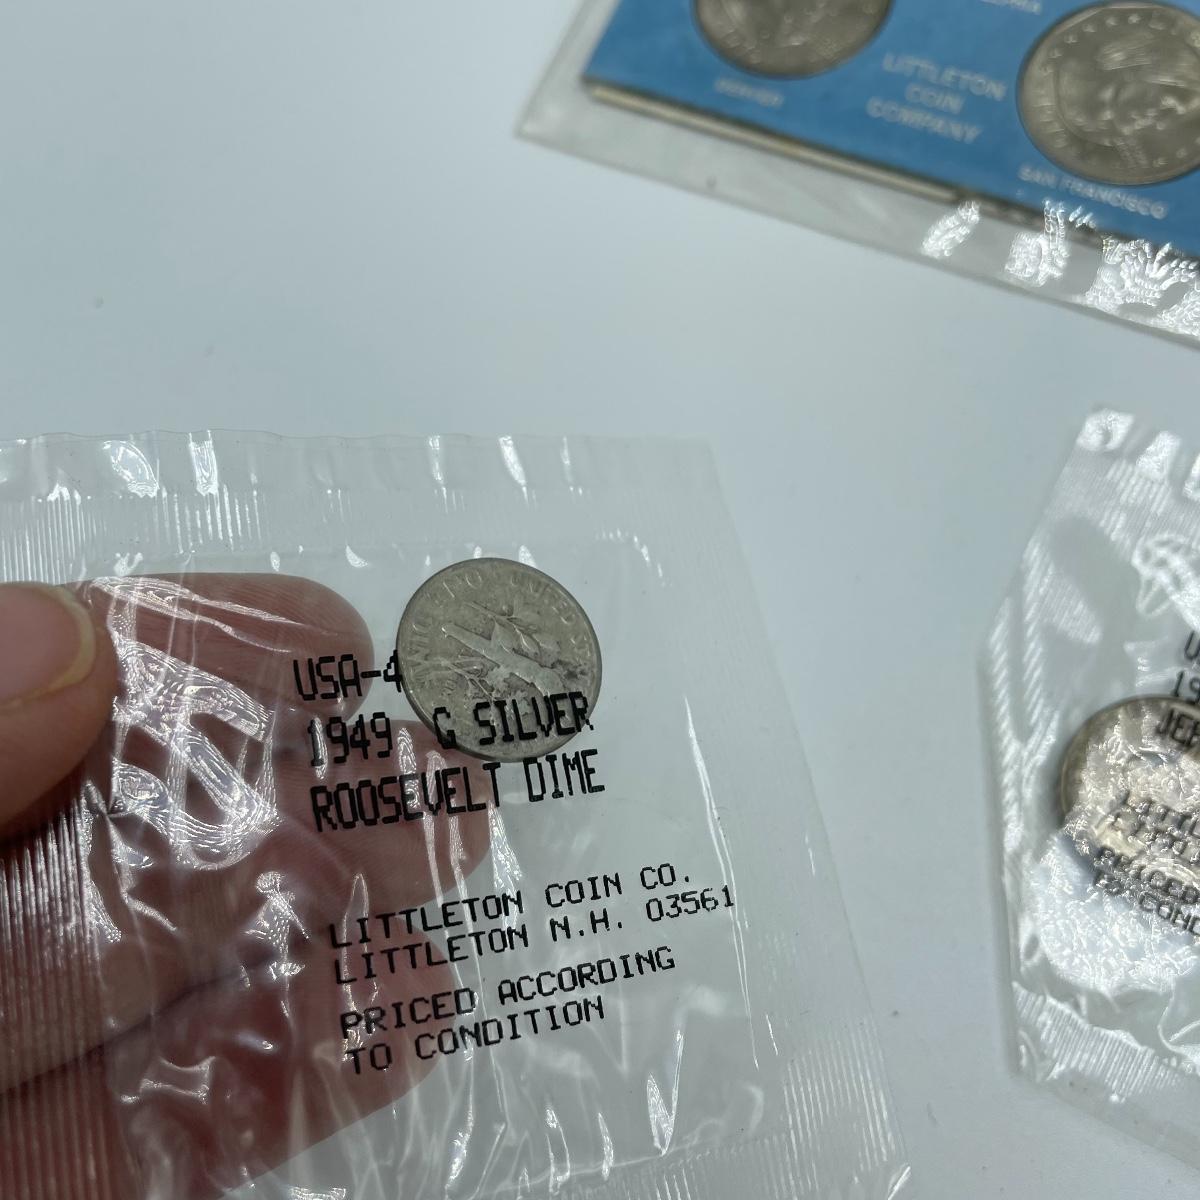 LITTLETON
COIN
COMPANY
DENVER
SAN FRANCISCO
USA-4
1949 G SILVER
ROOSEVELT DIME
LITTLETON COIN CO.
LITTLETON N.H. 03561
PRICED ACCORDING
TO CONDITION